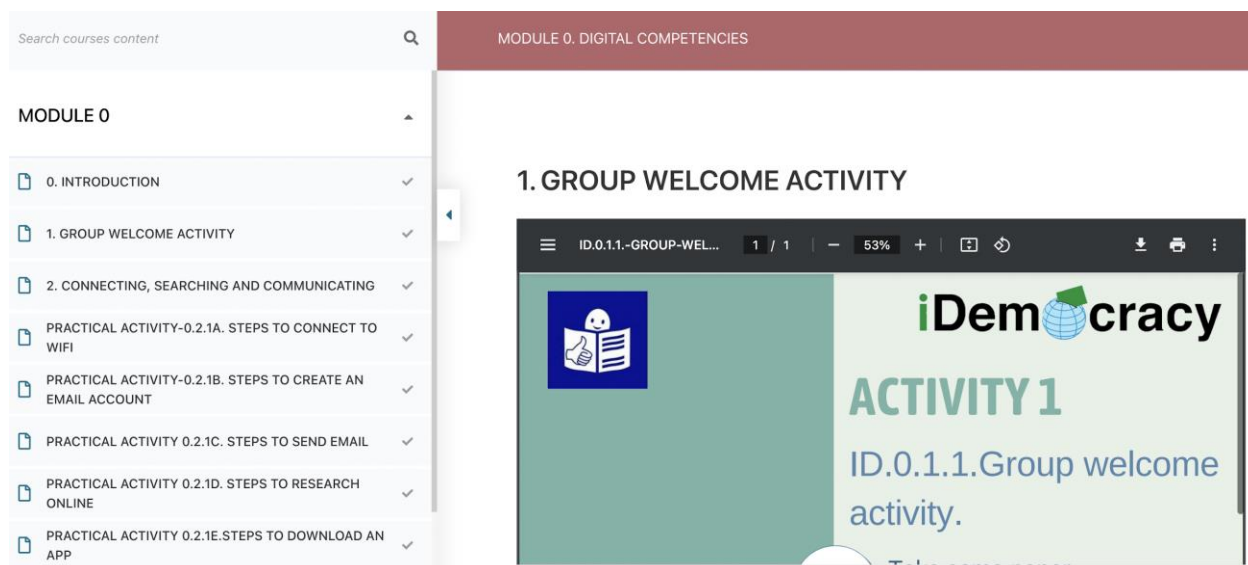 Search courses content
MODULE 0. DIGITAL COMPETENCIES
MODULE 0
0. INTRODUCTION
1. GROUP WELCOME ACTIVITY
2. CONNECTING, SEARCHING AND COMMUNICATING
PRACTICAL ACTIVITY-0.2.1A. STEPS TO CONNECT TO
WIFI
PRACTICAL ACTIVITY-0.2.1B. STEPS TO CREATE AN
EMAIL ACCOUNT
PRACTICAL ACTIVITY 0.2.1C. STEPS TO SEND EMAIL
PRACTICAL ACTIVITY 0.2.1D. STEPS TO RESEARCH
ONLINE
PRACTICAL ACTIVITY 0.2.1E.STEPS TO DOWNLOAD AN
APP
1. GROUP WELCOME ACTIVITY
ID.0.1.1.-GROUP-WEL... 1 / 1 53%
iDemocracy
ACTIVITY 1
ID.0.1.1.Group welcome
activity.